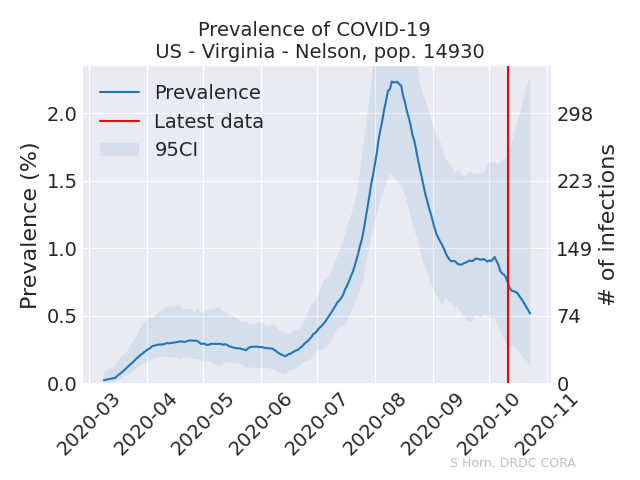 Prevalence of COVID-19
US - Virginia - Nelson, pop. 14930
Prevalence
Latest data
95CI
Prevalence (%)
2.0
1.5
1.0
0.5
0.0
298
223
149
74
0
# of infections
2020-03
2020-04
2020-05
2020-06
2020-07
2020-08
2020-09
2020-10
2020-11
S Horn, DRDC CORA